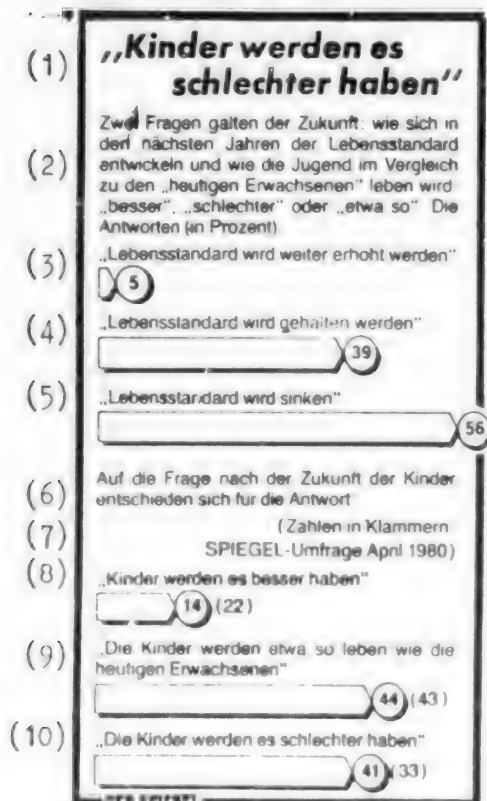 (1) „Kinder werden es
schlechter haben"
Zwei Fragen galten der Zukunft: wie sich in
(2) den nächsten Jahren der Lebensstandard
entwickeln und wie die Jugend im Vergleich
zu den „heutigen Erwachsenen" leben wird
„besser", „schlechter" oder „etwa so" Die
Antworten (in Prozent)
(3) „Lebensstandard wird weiter erhöht werden"
5
(4) „Lebensstandard wird gehalten werden"
39
(5) „Lebensstandard wird sinken"
56
(6) Auf die Frage nach der Zukunft der Kinder
entschieden sich für die Antwort
(7) (Zahlen in Klammern
SPIEGEL-Umfrage April 1980)
(8) „Kinder werden es besser haben"
14 (22)
(9) „Die Kinder werden etwa so leben wie die
heutigen Erwachsenen"
44 (43)
(10) „Die Kinder werden es schlechter haben"
41 (33)